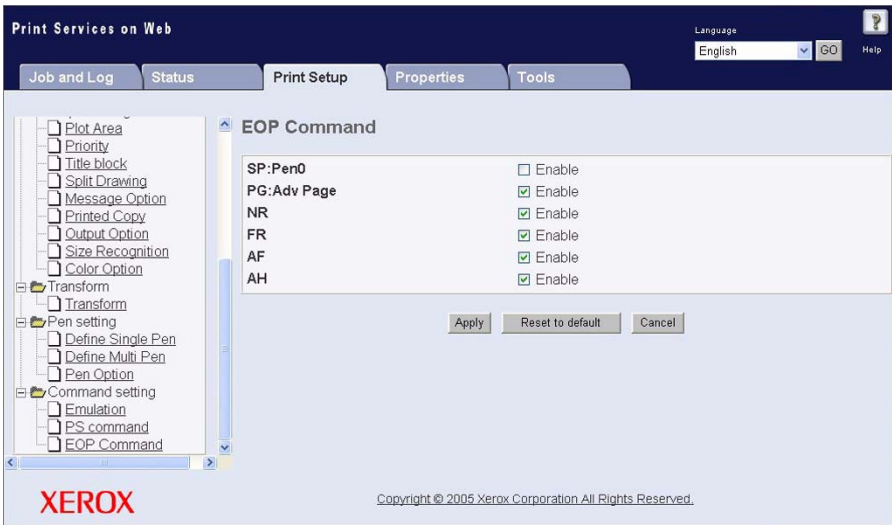 Print Services on Web
Language
English
GO
Help
Job and Log
Status
Print Setup
Properties
Tools
Plot Area
Priority
Title block
Split Drawing
Message Option
Printed Copy
Output Option
Size Recognition
Color Option
Transform
Transform
Pen setting
Define Single Pen
Define Multi Pen
Pen Option
Command setting
Emulation
PS command
EOP Command
EOP Command
SP:Pen0 Enable
PG:Adv Page Enable
NR Enable
FR Enable
AF Enable
AH Enable
Apply
Reset to default
Cancel
XEROX
Copyright © 2005 Xerox Corporation All Rights Reserved.